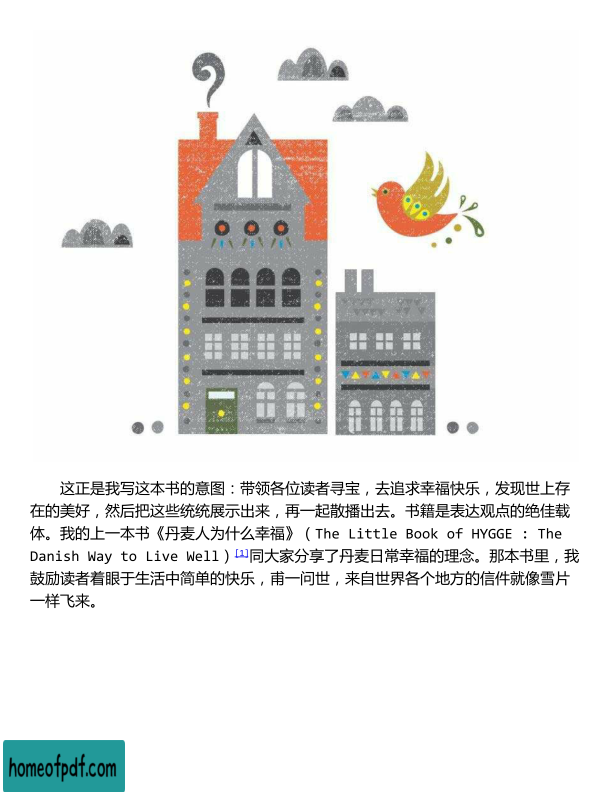 这正是我写这本书的意图：带领各位读者寻宝，去追求幸福快乐，发现世上存
在的美好，然后把这些统统展示出来，再一起散播出去。书籍是表达观点的绝佳载
体。我的上一本书《丹麦人为什么幸福》（The Little Book of HYGGE : The
Danish Way to Live Well）[1]同大家分享了丹麦日常幸福的理念。那本书里，我
鼓励读者着眼于生活中简单的快乐，甫一问世，来自世界各个地方的信件就像雪片
一样飞来。
homeofpdf.com